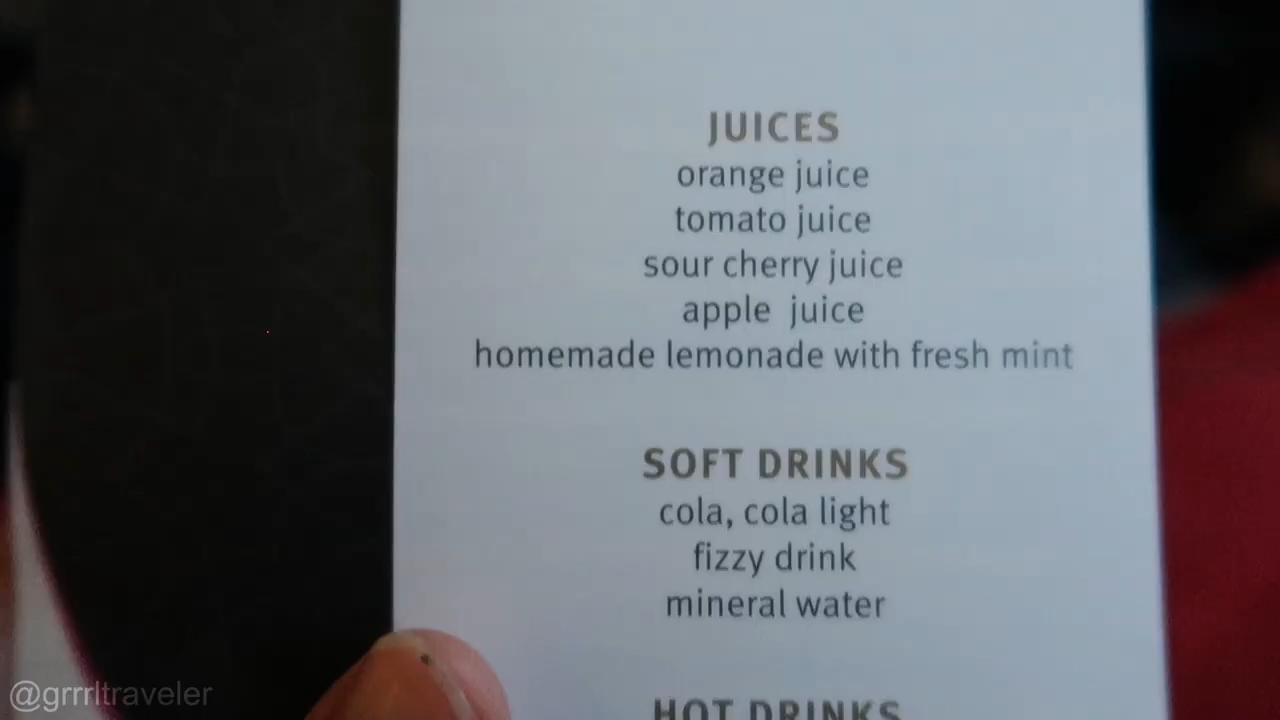 JUICES
orange juice
tomato juice
sour cherry juice
apple juice
homemade lemonade with fresh mint
SOFT DRINKS
cola, cola light
fizzy drink
mineral water
HOT DRINKS
@grrrltraveler